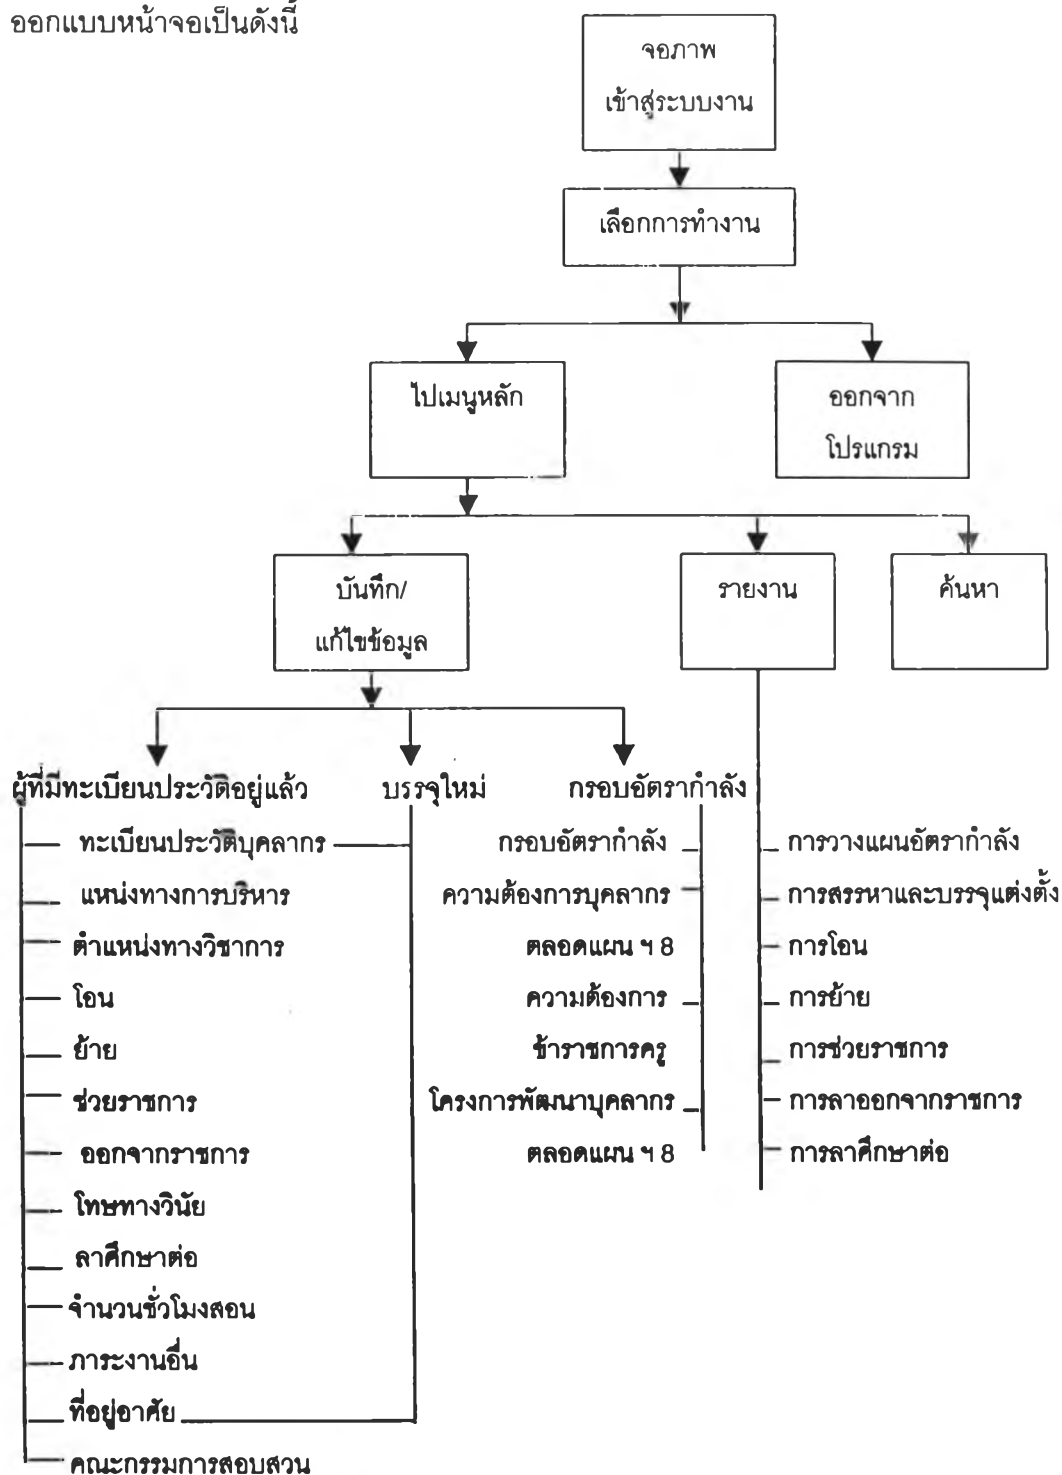 ออกแบบหน้าจอเป็นดังนี้
จอภาพ
เข้าสู่ระบบงาน
เลือกการทำงาน
ไปเมนูหลัก
ออกจาก
โปรแกรม
บันทึก/
แก้ไขข้อมูล
รายงาน
ค้นหา
ผู้ที่มีทะเบียนประวัติอยู่แล้ว
ทะเบียนประวัติบุคลากร
แหน่งทางการบริหาร
ตำแหน่งทางวิชาการ
โอน
ย้าย
ช่วยราชการ
ออกจากราชการ
โทษทางวินัย
ลาศึกษาต่อ
จำนวนชั่วโมงสอน
ภาระงานอื่น
ที่อยู่อาศัย
คณะกรรมการสอบสวน
บรรจุใหม่
กรอบอัตรากำลัง
กรอบอัตรากำลัง
ความต้องการบุคลากร
ตลอดแผน ฯ 8
ความต้องการ
ข้าราชการครู
โครงการพัฒนาบุคลากร
ตลอดแผน ฯ 8
การวางแผนอัตรากำลัง
การสรรหาและบรรจุแต่งตั้ง
การโอน
การย้าย
การช่วยราชการ
การลาออกจากราชการ
การลาศึกษาต่อ